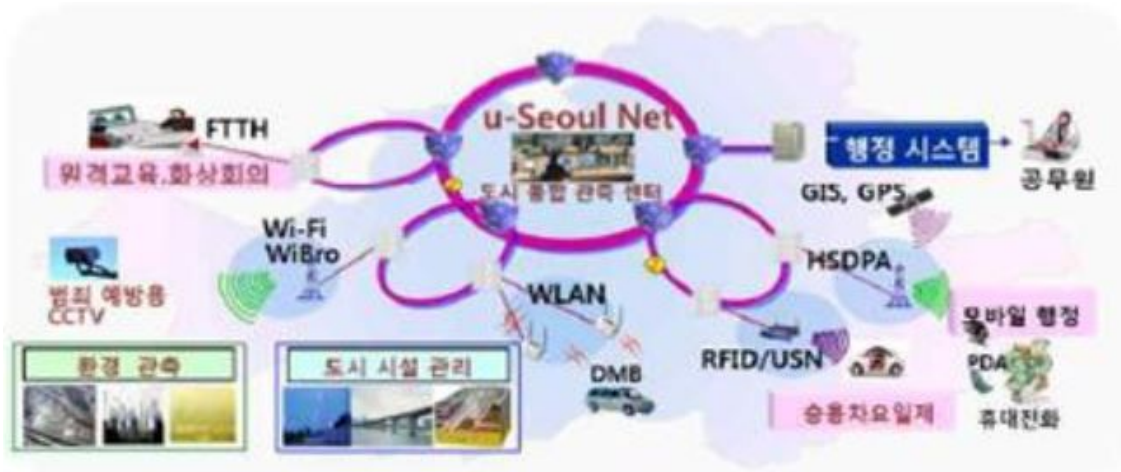 u-Seoul Net
도시 통합 관측 센터
FTTH
원격교육.화상회의
행정 시스템
공무원
GIS, GPS
Wi-Fi
WiBro
HSDPA
범죄 예방용
CCTV
WLAN
모바일 행정
RFID/USN
PDA
DMB
휴대전화
승용차요일제
환경 관측
도시 시설 관리